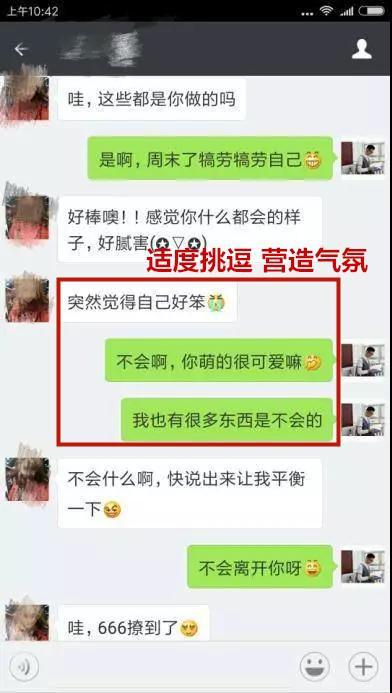 上午10:42
哇，这些都是你做的吗
是啊，周末了犒劳犒劳自己
好棒噢！！感觉你什么都会的样
子，好腻害(✪▽✪)
适度挑逗 营造气氛
突然觉得自己好笨
不会啊，你萌的很可爱嘛
我也有很多东西是不会的
不会什么啊，快说出来让我平衡
一下
不会离开你呀
哇，666撩到了